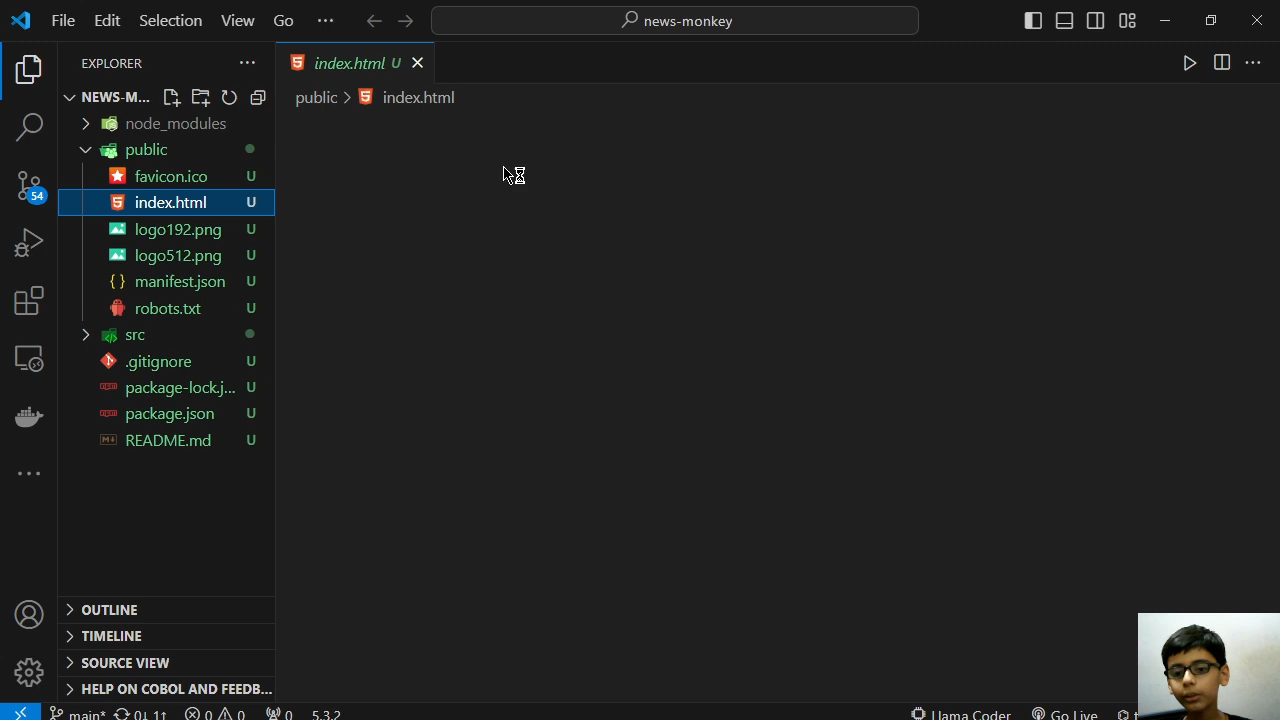 File Edit Selection View Go ··· news-monkey
EXPLORER ···
index.html U
NEWS-M...
public > index.html
node_modules
public
favicon.ico U
index.html U
logo192.png U
logo512.png U
{} manifest.json U
robots.txt U
src
54
.gitignore U
package-lock.j... U
package.json U
README.md U
OUTLINE
TIMELINE
SOURCE VIEW
HELP ON COBOL AND FEEDB...
main* 0↓ 1↑ 0 0 0 5.3.2 Llama Coder Go Live